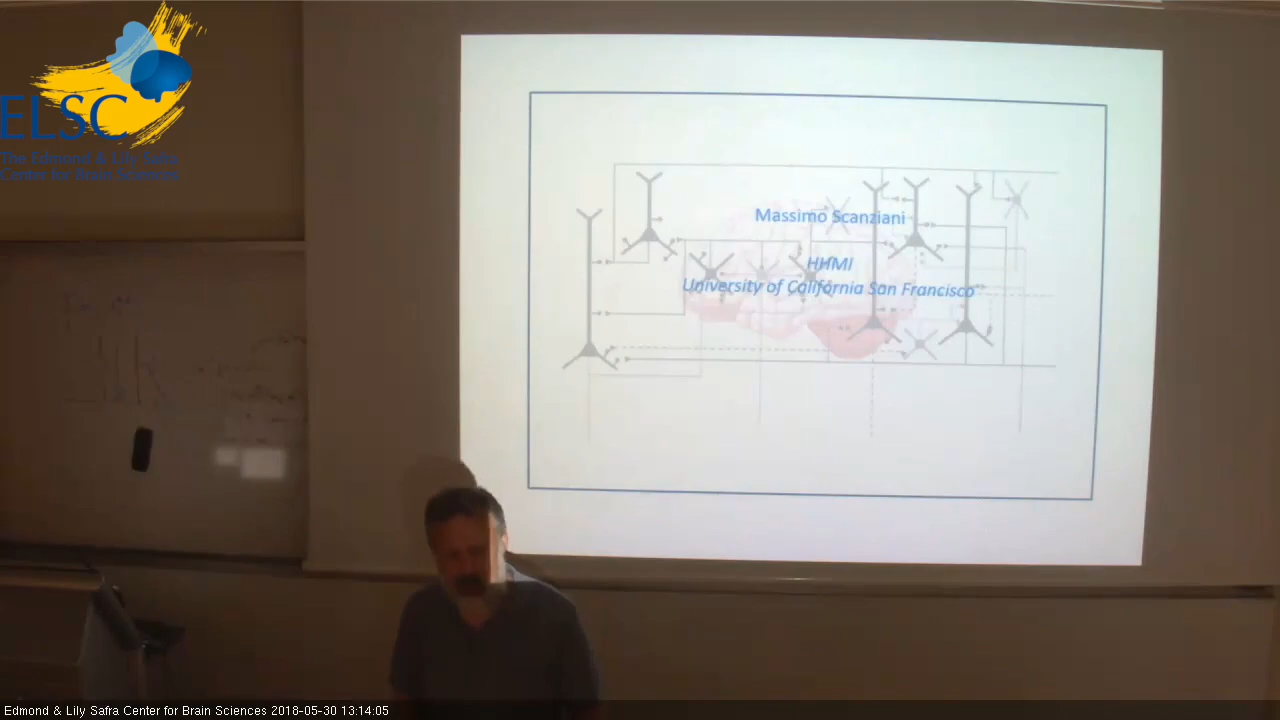 ELSC
The Edmond & Lily Safra
Center for Brain Sciences
Massimo Scanziani
HHMI
University of California San Francisco
Edmond & Lily Safra Center for Brain Sciences 2018-05-30 13:14:05